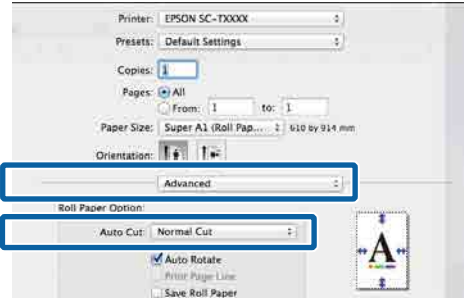 Printer: EPSON SC-TXXXX
Presets: Default Settings
Copies: 1
Pages: All
From: 1 to: 1
Paper Size: Super A1 (Roll Pap... 610 by 914 mm
Orientation:
Advanced
Roll Paper Option:
Auto Cut: Normal Cut
Auto Rotate
Print Page Line
Save Roll Paper
A